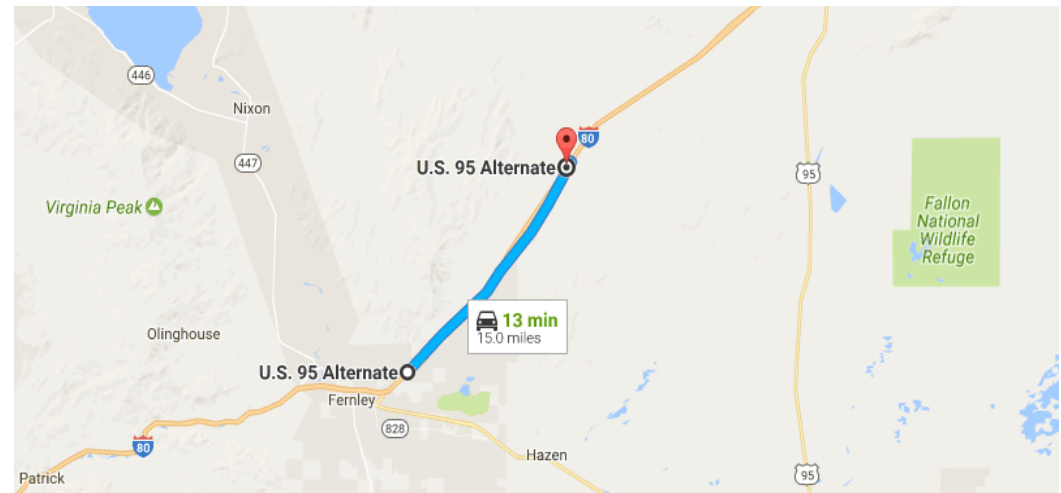 446
Nixon
80
U.S. 95 Alternate
447
95
Virginia Peak
Fallon
National
Wildlife
Refuge
13 min
15.0 miles
Olinghouse
U.S. 95 Alternate
Fernley
828
80
Hazen
95
Patrick